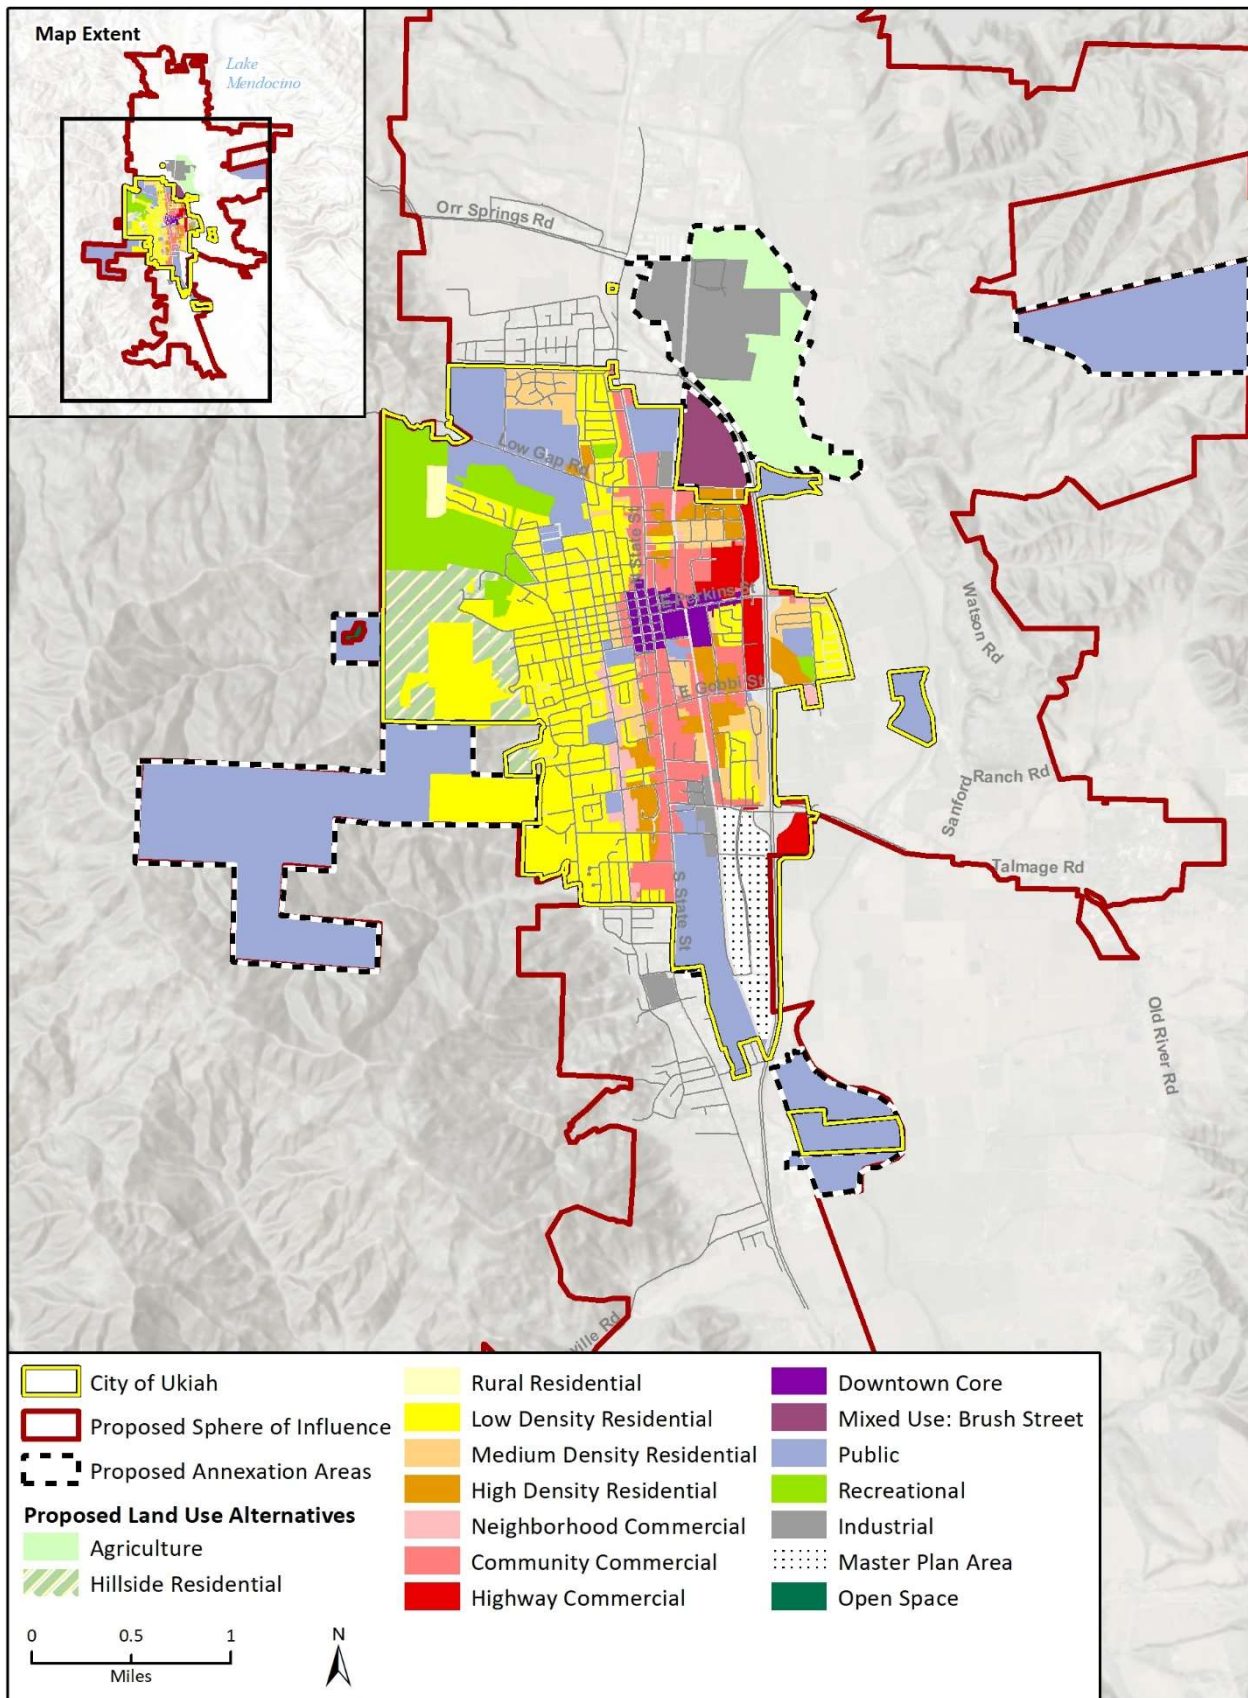 Map Extent
Lake
Mendocino
Orr Springs Rd
Low Gap Rd
N State St
E Perkins St
E Gobbi St
Watson Rd
Sanford
Ranch Rd
Talmage Rd
S State St
Old River Rd
ville Rd
City of Ukiah
Proposed Sphere of Influence
Proposed Annexation Areas
Proposed Land Use Alternatives
Agriculture
Hillside Residential
Rural Residential
Low Density Residential
Medium Density Residential
High Density Residential
Neighborhood Commercial
Community Commercial
Highway Commercial
Downtown Core
Mixed Use: Brush Street
Public
Recreational
Industrial
Master Plan Area
Open Space
0 0.5 1
Miles
N